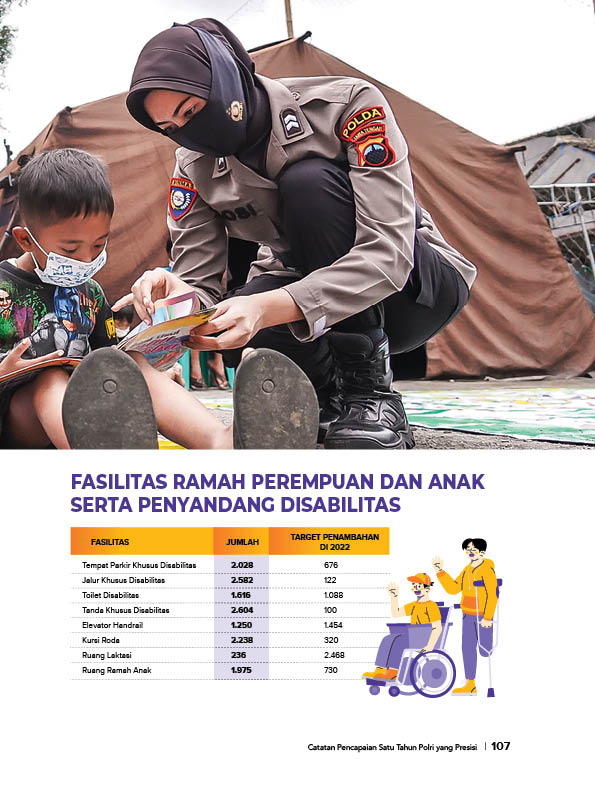 POLDA
JAWA TENGAH
BINMAS
FASILITAS RAMAH PEREMPUAN DAN ANAK
SERTA PENYANDANG DISABILITAS
FASILITAS JUMLAH TARGET PENAMBAHAN DI 2022
Tempat Parkir Khusus Disabilitas 2.028 676
Jalur Khusus Disabilitas 2.582 122
Toilet Disabilitas 1.616 1.088
Tanda Khusus Disabilitas 2.604 100
Elevator Handrail 1.250 1.454
Kursi Roda 2.238 320
Ruang Laktasi 236 2.468
Ruang Ramah Anak 1.975 730
Catatan Pencapaian Satu Tahun Polri yang Presisi | 107